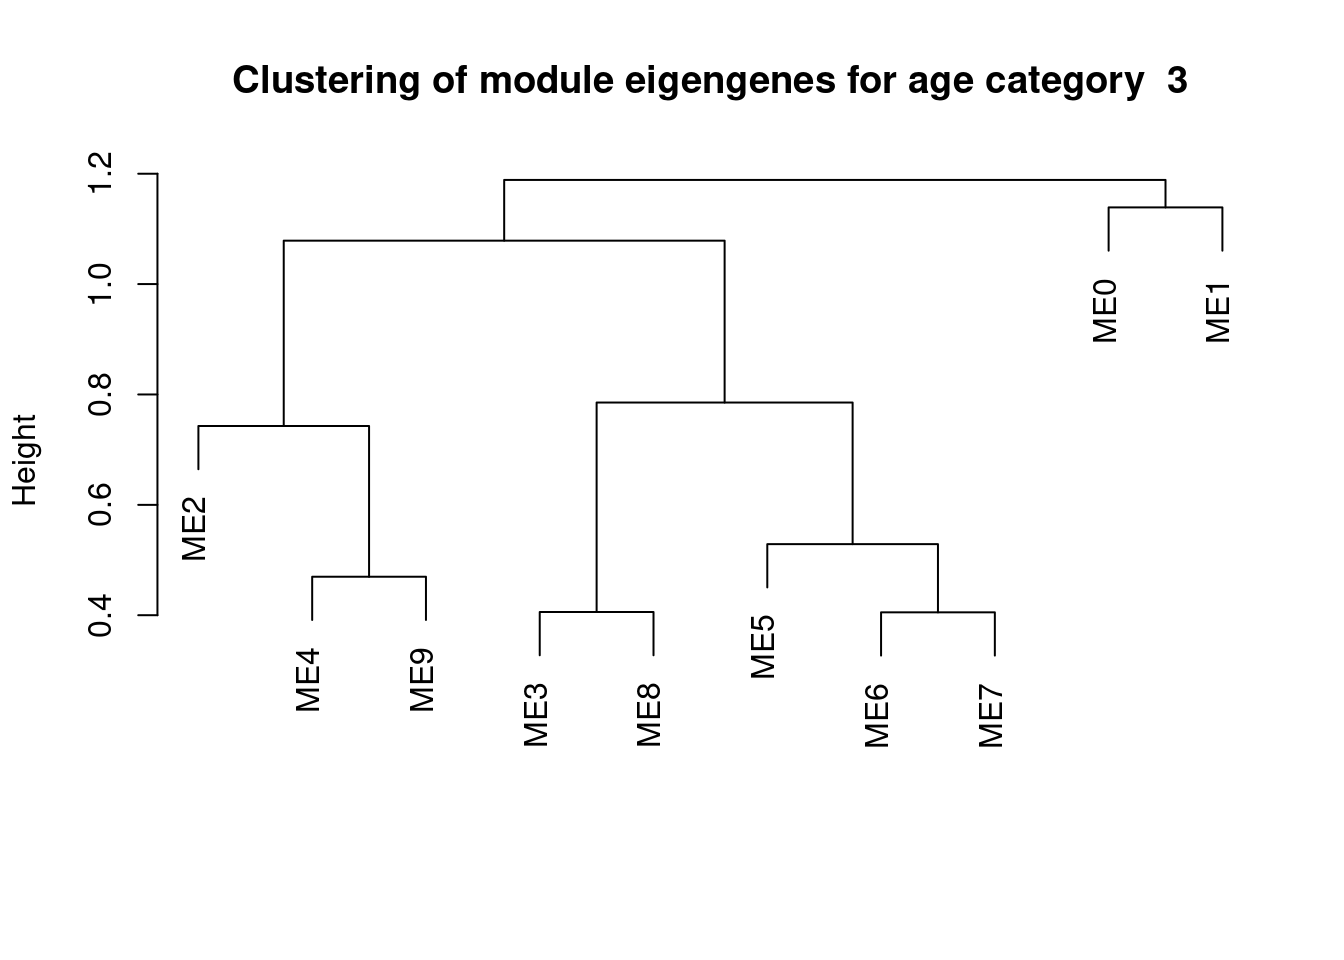 Clustering of module eigengenes for age category  3
Height
1.2
1.0
0.8
0.6
0.4
ME2
ME4
ME9
ME3
ME8
ME5
ME6
ME7
ME0
ME1